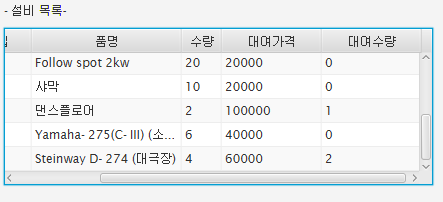 - 설비 목록-
품명 수량 대여가격 대여수량
Follow spot 2kw 20 20000 0
샤막 10 20000 0
댄스플로어 2 100000 1
Yamaha- 275(C- III) (소... 6 40000 0
Steinway D- 274 (대극장) 4 60000 2